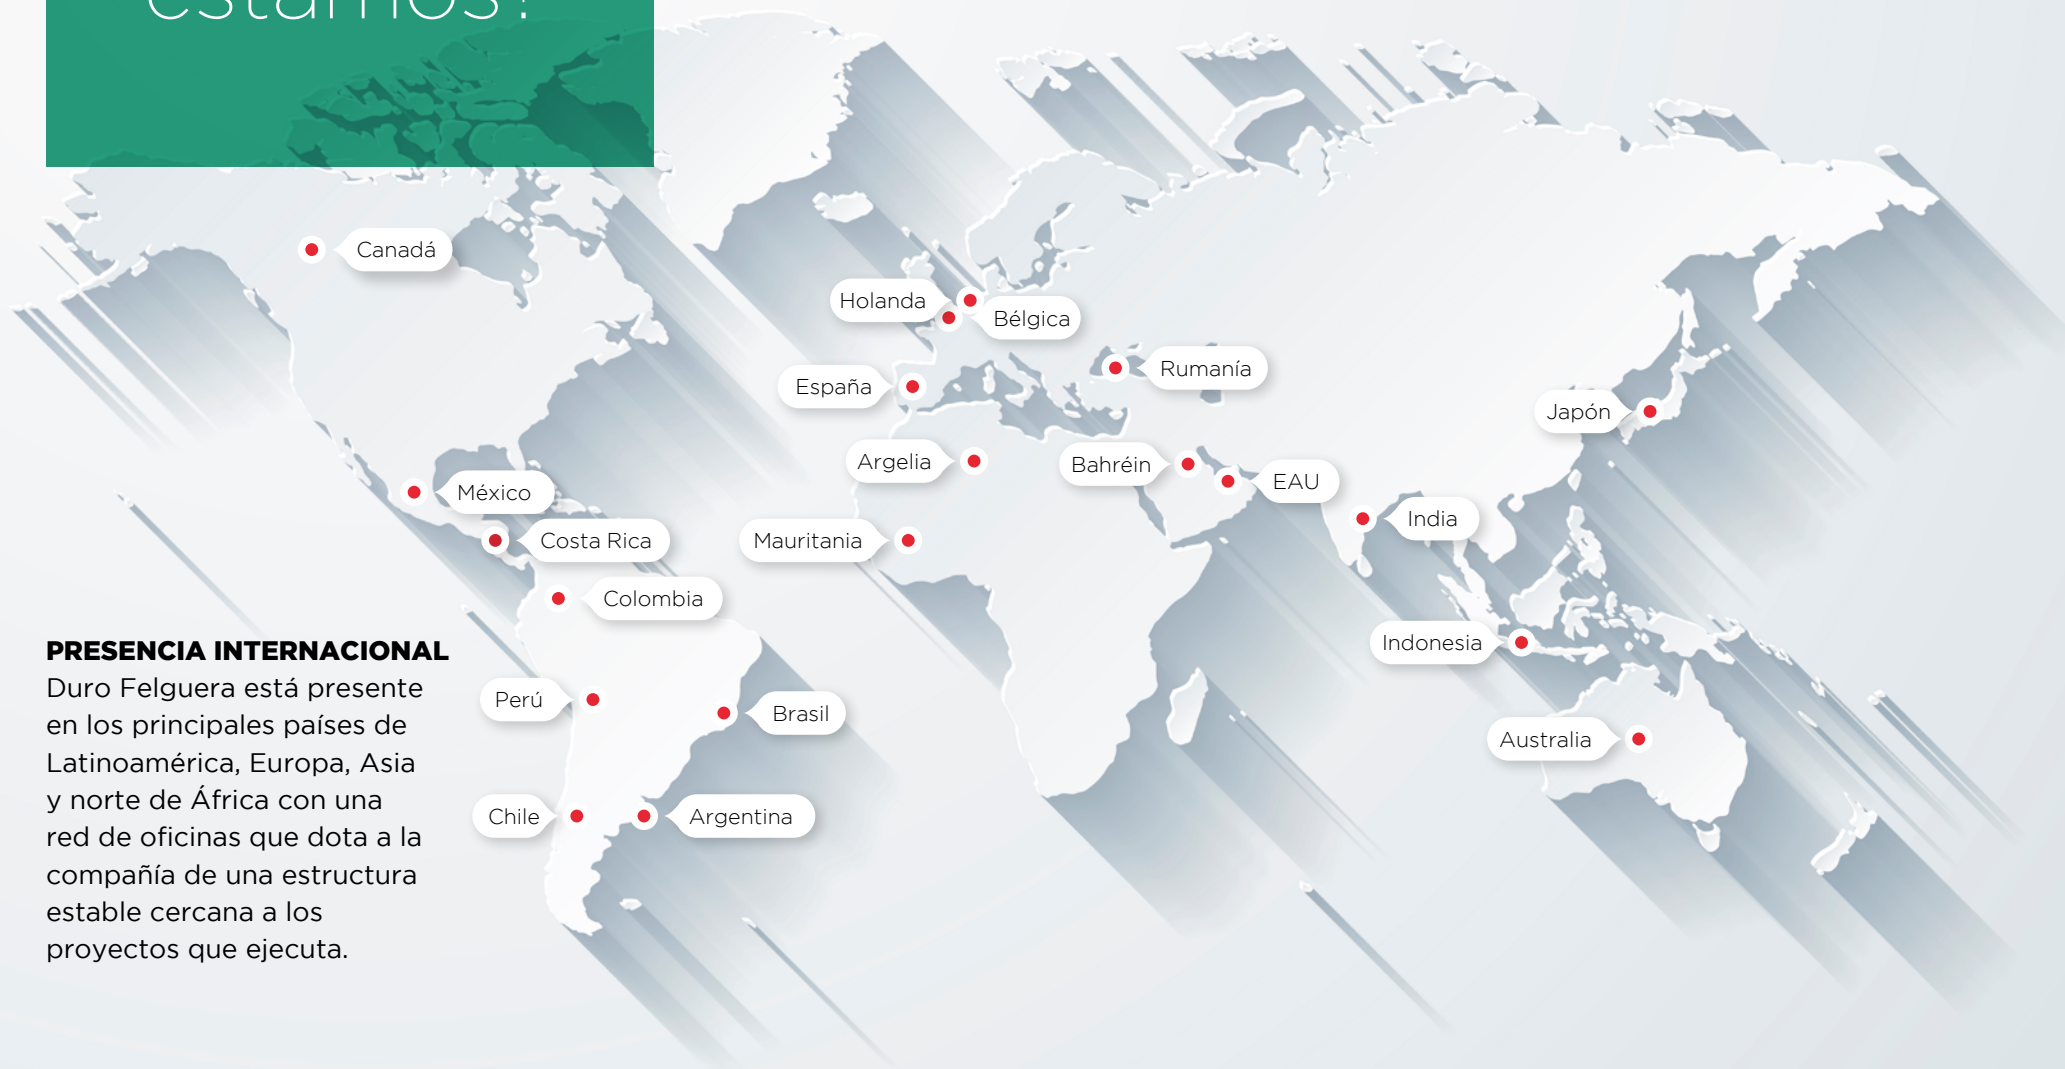 estamos?
Canadá
Holanda
Bélgica
Rumanía
España
Japón
Argelia
Bahréin
EAU
México
India
Costa Rica
Mauritania
Colombia
Indonesia
PRESENCIA INTERNACIONAL
Duro Felguera está presente
en los principales países de
Latinoamérica, Europa, Asia
y norte de África con una
red de oficinas que dota a la
compañía de una estructura
estable cercana a los
proyectos que ejecuta.
Perú
Brasil
Australia
Chile
Argentina